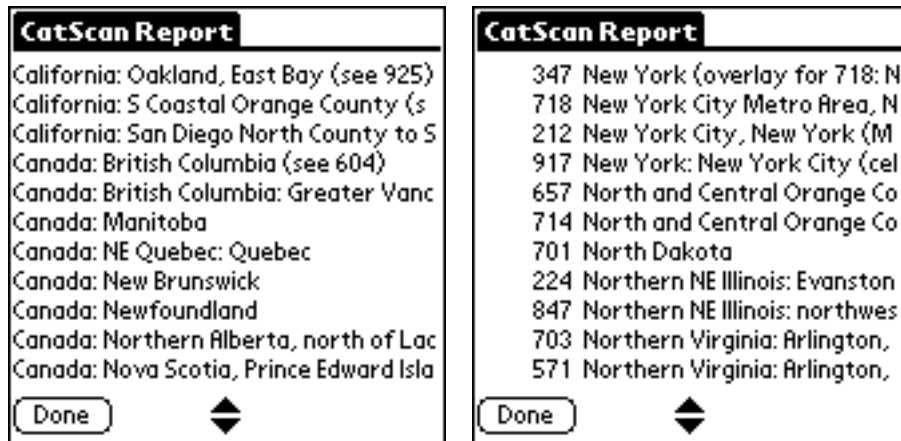 CatScan Report
California: Oakland, East Bay (see 925)
California: S Coastal Orange County (s
California: San Diego North County to S
Canada: British Columbia (see 604)
Canada: British Columbia: Greater Vanc
Canada: Manitoba
Canada: NE Quebec: Quebec
Canada: New Brunswick
Canada: Newfoundland
Canada: Northern Alberta, north of Lac
Canada: Nova Scotia, Prince Edward Isla
Done
CatScan Report
347 New York (overlay for 718: N
718 New York City Metro Area, N
212 New York City, New York (M
917 New York: New York City (cel
657 North and Central Orange Co
714 North and Central Orange Co
701 North Dakota
224 Northern NE Illinois: Evanston
847 Northern NE Illinois: northwes
703 Northern Virginia: Arlington,
571 Northern Virginia: Arlington,
Done